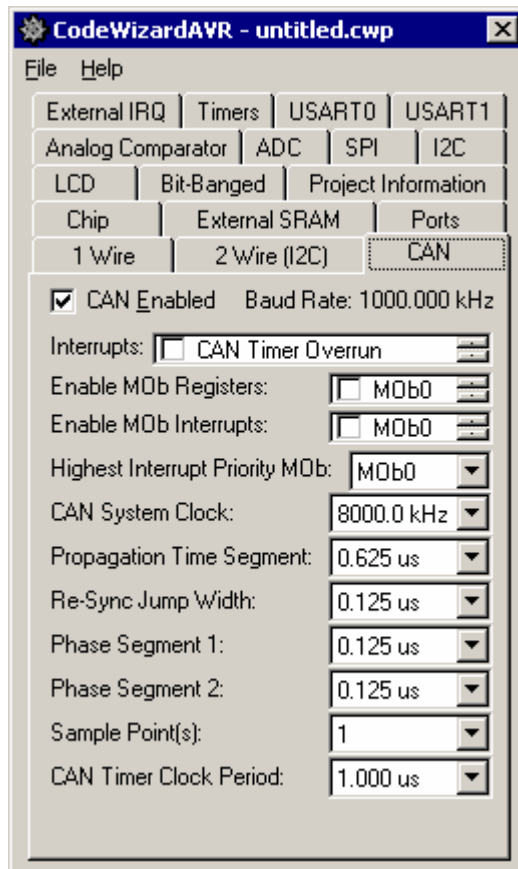 CodeWizardAVR - untitled.cwp
File Help
External IRQ Timers USART0 USART1
Analog Comparator ADC SPI I2C
LCD Bit-Banged Project Information
Chip External SRAM Ports
1 Wire 2 Wire (I2C) CAN
CAN Enabled Baud Rate: 1000.000 kHz
Interrupts: CAN Timer Overrun
Enable MOb Registers: MOb0
Enable MOb Interrupts: MOb0
Highest Interrupt Priority MOb: MOb0
CAN System Clock: 8000.0 kHz
Propagation Time Segment: 0.625 us
Re-Sync Jump Width: 0.125 us
Phase Segment 1: 0.125 us
Phase Segment 2: 0.125 us
Sample Point(s): 1
CAN Timer Clock Period: 1.000 us